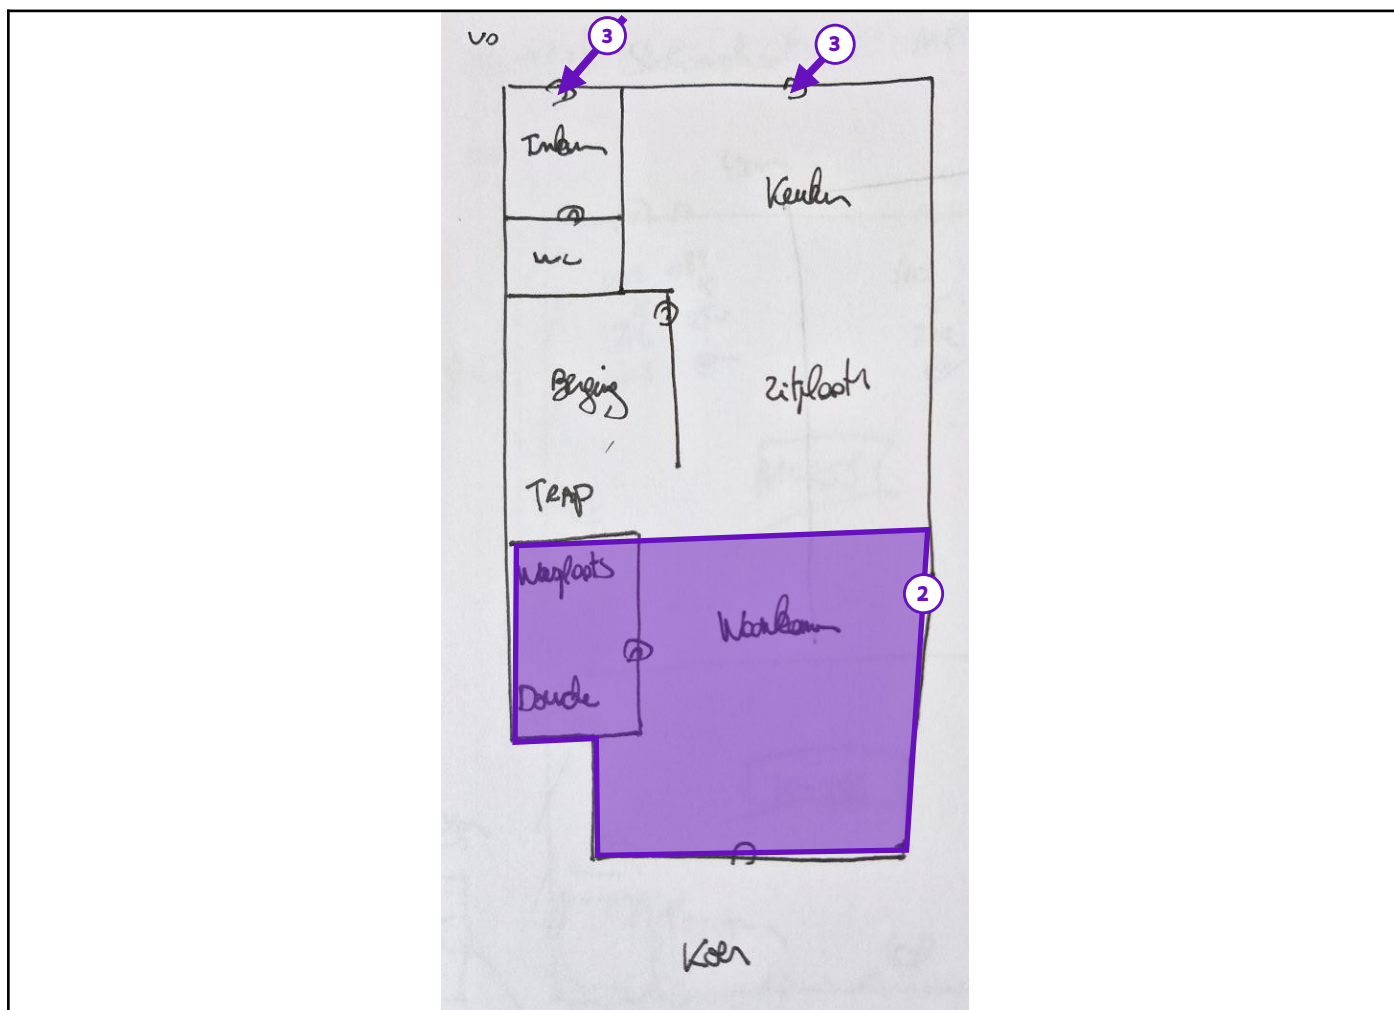 VO
3
3
Inkom
Keuken
WC
Berging
Zitplaats
TRAP
Wasplaats
2
Woonkamer
Douche
Koer